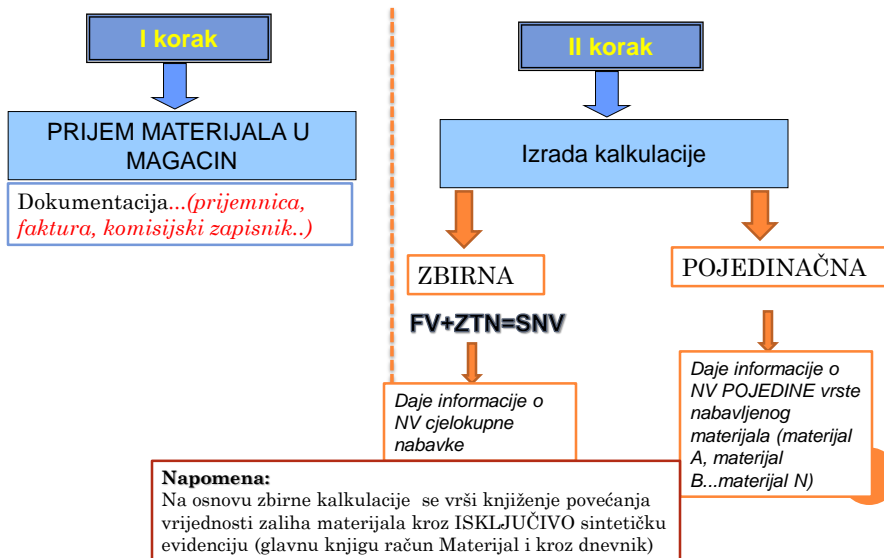 I korak
PRIJEM MATERIJALA U
MAGACIN
Dokumentacija...(prijemnica,
faktura, komisijski zapisnik..)
II korak
Izrada kalkulacije
ZBIRNA
FV+ZTN=SNV
Daje informacije o
NV cjelokupne
nabavke
POJEDINAČNA
Daje informacije o
NV POJEDINE vrste
nabavljenog
materijala (materijal
A, materijal
B...materijal N)
Napomena:
Na osnovu zbirne kalkulacije se vrši knjiženje povećanja
vrijednosti zaliha materijala kroz ISKLJUČIVO sintetičku
evidenciju (glavnu knjigu račun Materijal i kroz dnevnik)